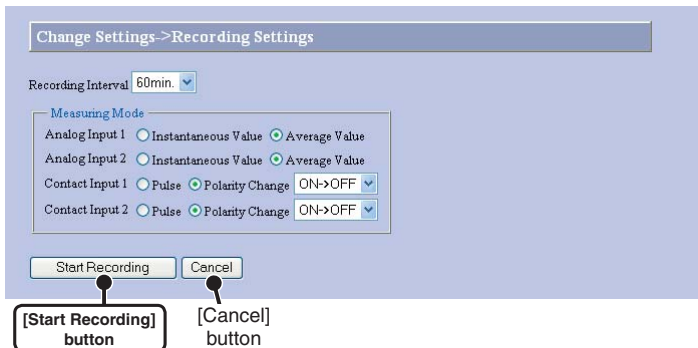 Change Settings->Recording Settings
Recording Interval 60min.
Measuring Mode
Analog Input 1 Instantaneous Value Average Value
Analog Input 2 Instantaneous Value Average Value
Contact Input 1 Pulse Polarity Change ON->OFF
Contact Input 2 Pulse Polarity Change ON->OFF
Start Recording Cancel
[Start Recording] button
[Cancel] button